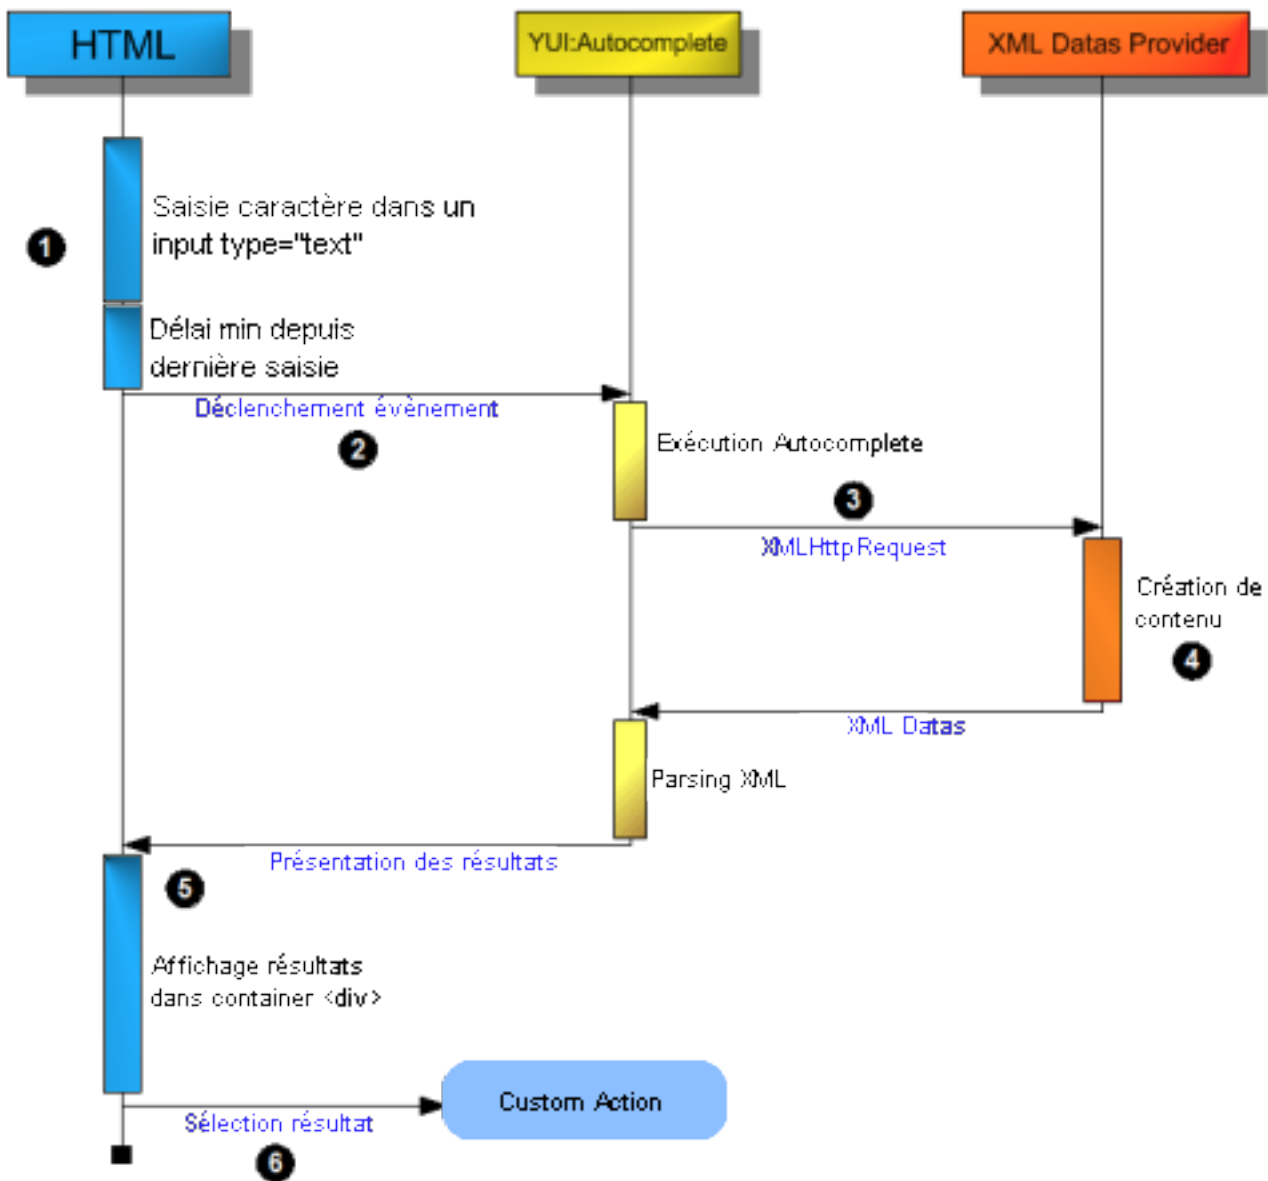 HTML
YUI:Autocomplete
XML Datas Provider
Saisie caractère dans un
input type="text"
1
Délai min depuis
dernière saisie
Déclenchement évènement
2
Exécution Autocomplete
3
XMLHttpRequest
Création de
contenu
4
XML Datas
Parsing XML
Présentation des résultats
5
Affichage résultats
dans container <div>
Custom Action
Sélection résultat
6